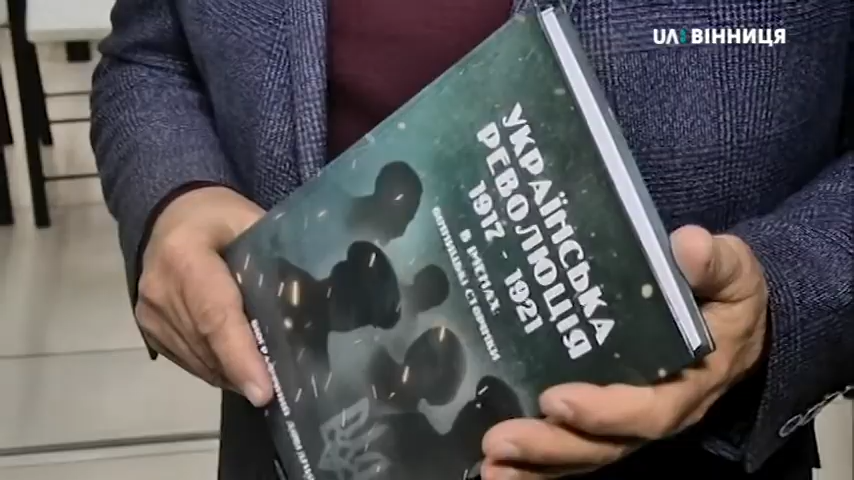 UA:ВІННИЦЯ
УКРАЇНСЬКА
РЕВОЛЮЦІЯ
1917 - 1921
В ІМЕНАХ:
ВІННИЦЬКІ СТОРІНКИ